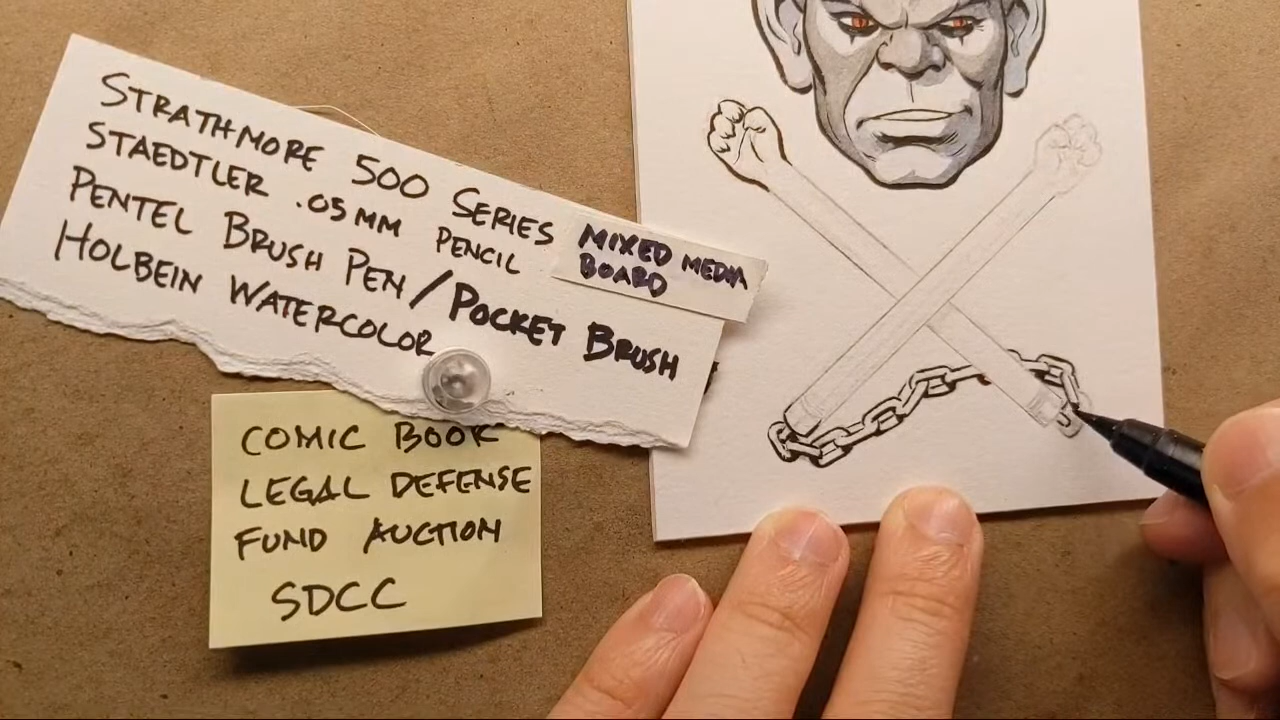 STRATHMORE 500 SERIES MIXED MEDIA BOARD
STAEDTLER .05MM PENCIL
PENTEL BRUSH PEN/POCKET BRUSH
HOLBEIN WATERCOLOR
COMIC BOOK
LEGAL DEFENSE
FUND AUCTION
SDCC